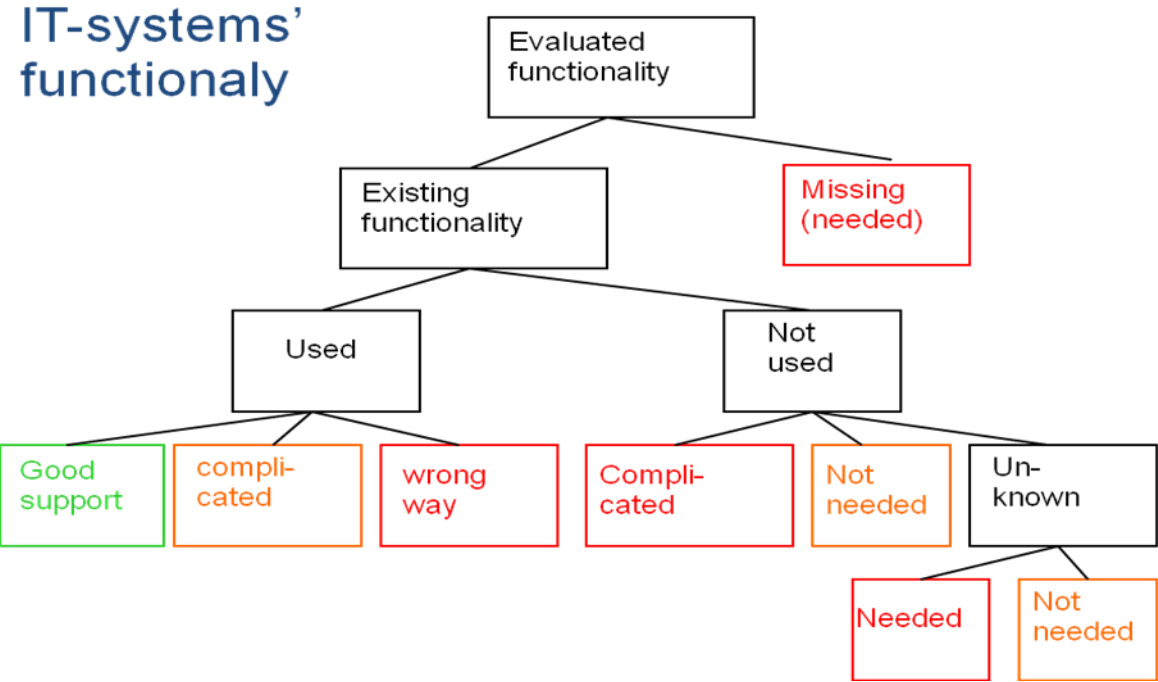 IT-systems’
functionaly
Evaluated
functionality
Existing
functionality
Missing
(needed)
Used
Not
used
Good
support
compli-
cated
wrong
way
Compli-
cated
Not
needed
Un-
known
Needed
Not
needed